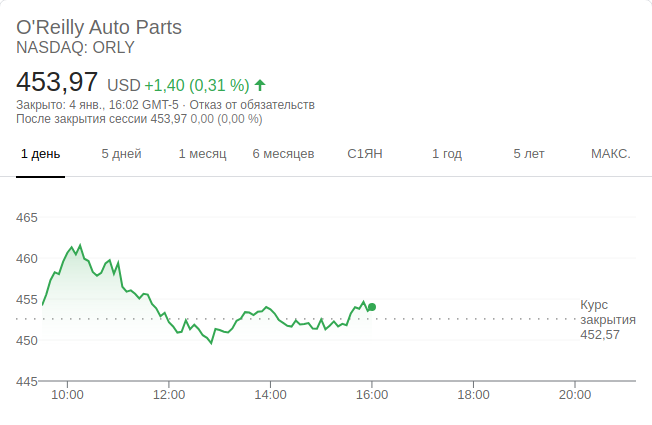 O'Reilly Auto Parts
NASDAQ: ORLY
453,97 USD +1,40 (0,31 %)
Закрыто: 4 янв., 16:02 GMT-5 · Отказ от обязательств
После закрытия сессии 453,97 0,00 (0,00 %)
1 день 5 дней 1 месяц 6 месяцев С1ЯН 1 год 5 лет МАКС.
465
460
455
Курс
закрытия
452,57
450
445
10:00 12:00 14:00 16:00 18:00 20:00